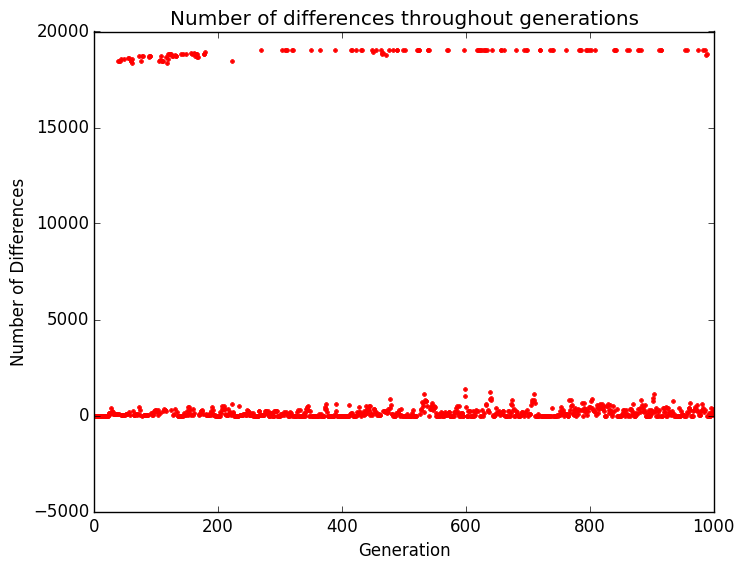 Number of differences throughout generations
20000
15000
10000
5000
0
−5000
Number of Differences
0 200 400 600 800 1000
Generation